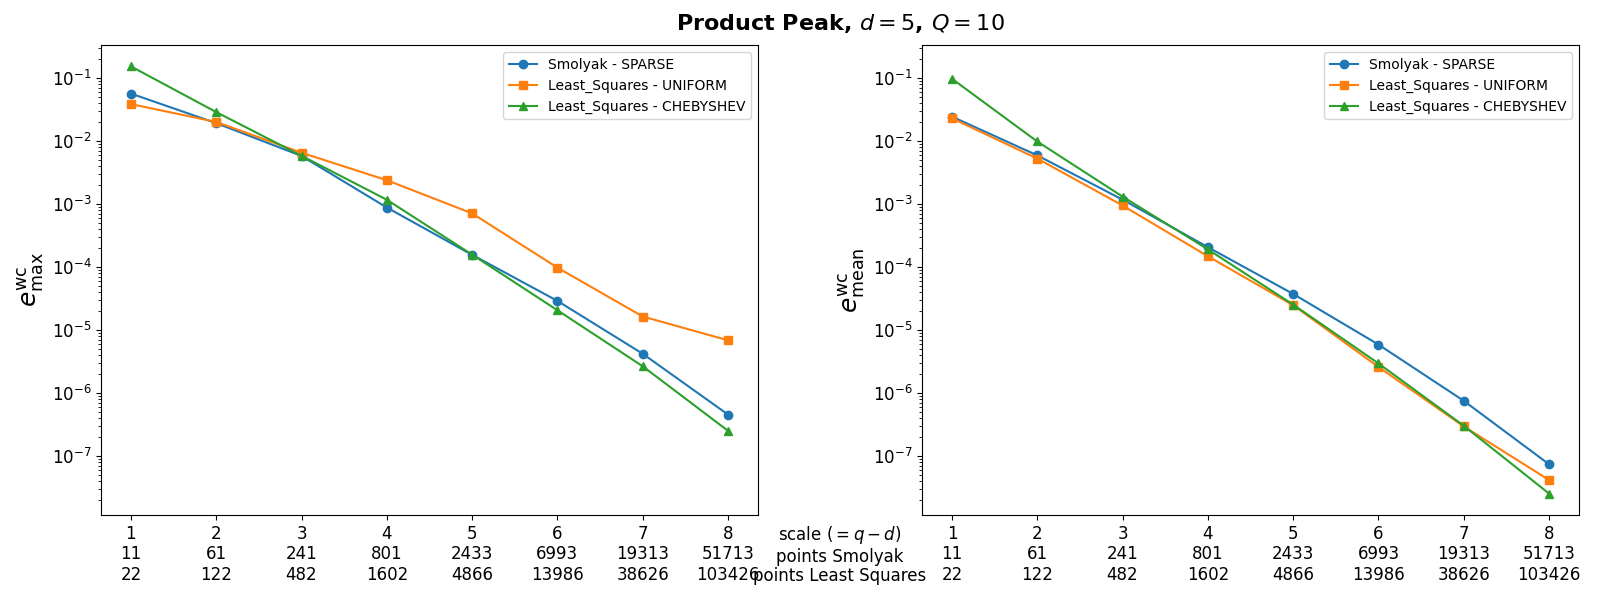 Product Peak, d = 5, Q = 10
Smolyak - SPARSE
Least_Squares - UNIFORM
Least_Squares - CHEBYSHEV
10⁻¹
10⁻²
10⁻³
10⁻⁴
10⁻⁵
10⁻⁶
10⁻⁷
e^wc_max
1 2 3 4 5 6 7 8
11 61 241 801 2433 6993 19313 51713
22 122 482 1602 4866 13986 38626 103426
scale (= q − d)
points Smolyak
points Least Squares
Smolyak - SPARSE
Least_Squares - UNIFORM
Least_Squares - CHEBYSHEV
10⁻¹
10⁻²
10⁻³
10⁻⁴
10⁻⁵
10⁻⁶
10⁻⁷
e^wc_mean
1 2 3 4 5 6 7 8
11 61 241 801 2433 6993 19313 51713
22 122 482 1602 4866 13986 38626 103426